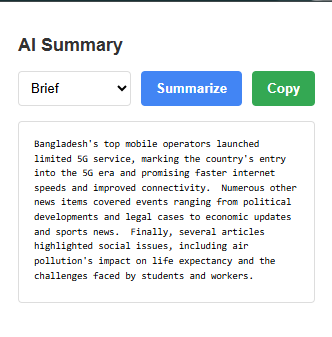 AI Summary
Brief Summarize Copy
Bangladesh's top mobile operators launched
limited 5G service, marking the country's entry
into the 5G era and promising faster internet
speeds and improved connectivity.  Numerous other
news items covered events ranging from political
developments and legal cases to economic updates
and sports news.  Finally, several articles
highlighted social issues, including air
pollution's impact on life expectancy and the
challenges faced by students and workers.